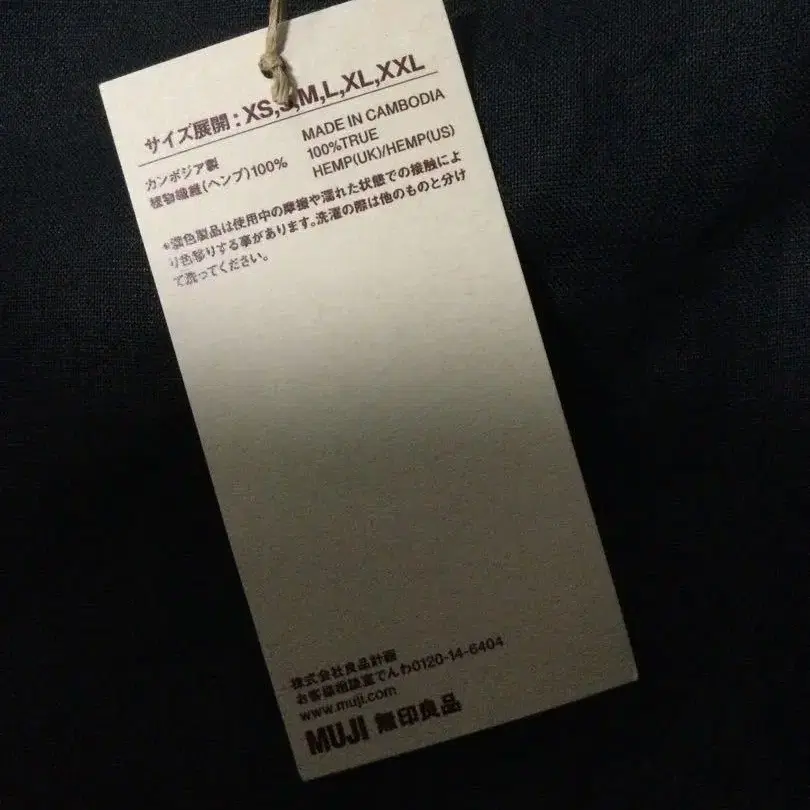 サイズ展開：XS,S,M,L,XL,XXL
カンボジア製
植物繊維(ヘンプ)100%
MADE IN CAMBODIA
100%TRUE
HEMP(UK)/HEMP(US)
*濃色製品は使用中の摩擦や濡れた状態での接触によ
り色移りする事があります。洗濯の際は他のものと分け
て洗ってください。
株式会社良品計画
お客様相談室でんわ0120-14-6404
www.muji.com
MUJI 無印良品